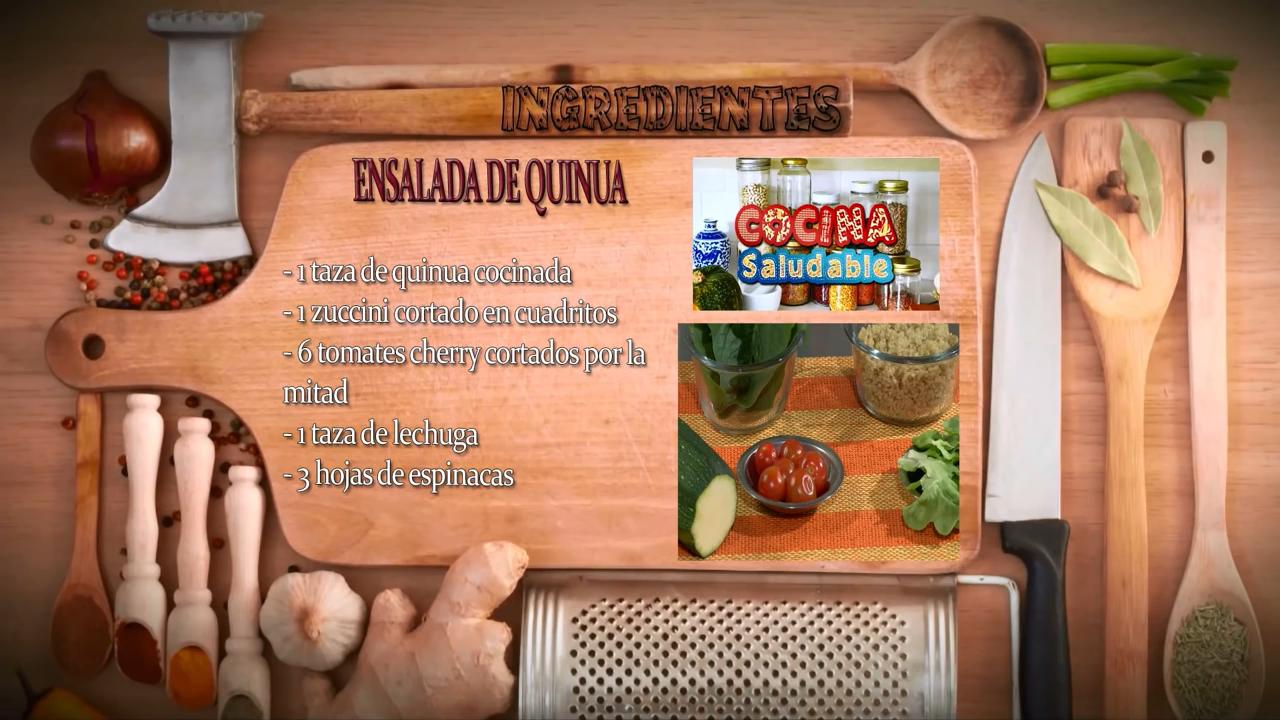 INGREDIENTES
ENSALADA DE QUINUA
COCINA
Saludable
- 1 taza de quinua cocinada
- 1 zuccini cortado en cuadritos
- 6 tomates cherry cortados por la
mitad
- 1 taza de lechuga
- 3 hojas de espinacas